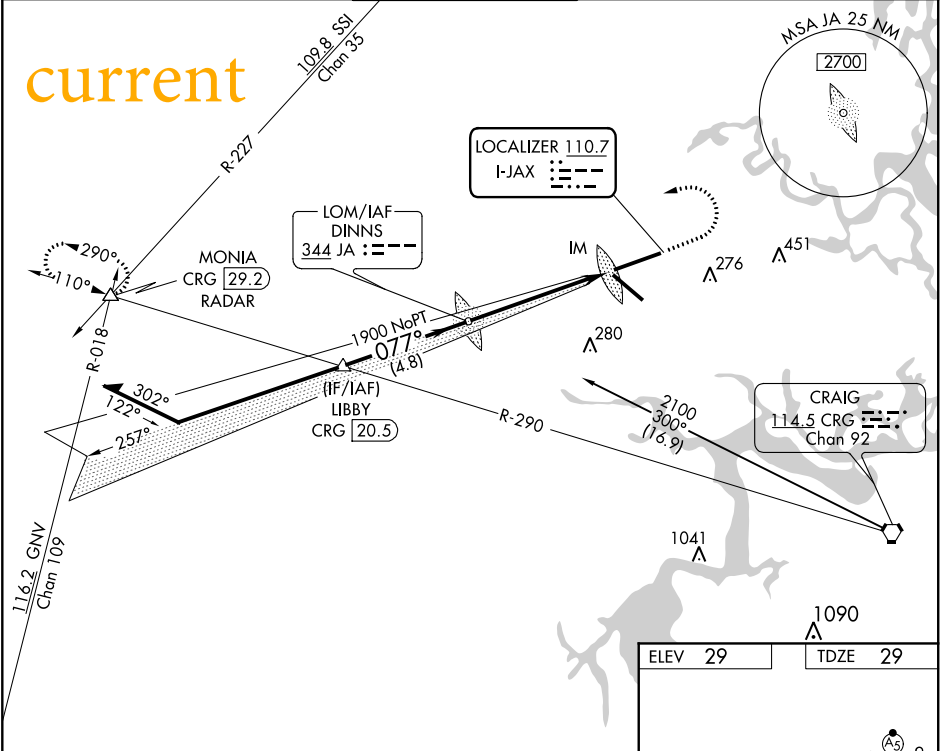 current
109.8 SSI
Chan 35
R-227
MSA JA 25 NM
2700
LOCALIZER 110.7
I-JAX
LOM/IAF
DINNS
344 JA
IM
276
451
290°
110°
MONIA
CRG 29.2
RADAR
280
1900 NoPT
077°
(4.8)
R-018
302°
122°
257°
(IF/IAF)
LIBBY
CRG 20.5
R-290
2100
300°
(16.9)
CRAIG
114.5 CRG
Chan 92
116.2 GNV
Chan 109
1041
1090
ELEV 29
TDZE 29
A5